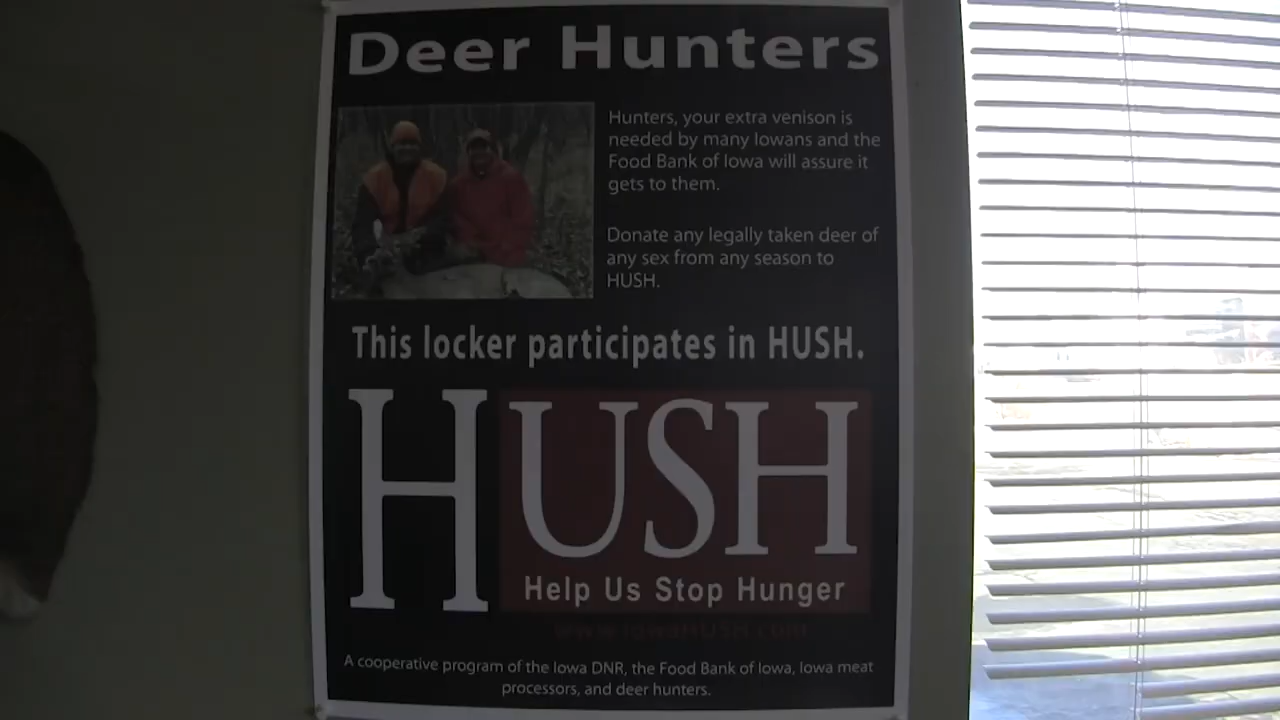 Deer Hunters
Hunters, your extra venison is
needed by many Iowans and the
Food Bank of Iowa will assure it
gets to them.
Donate any legally taken deer of
any sex from any season to
HUSH.
This locker participates in HUSH.
HUSH
Help Us Stop Hunger
www.iowaHUSH.com
A cooperative program of the Iowa DNR, the Food Bank of Iowa, Iowa meat
processors, and deer hunters.